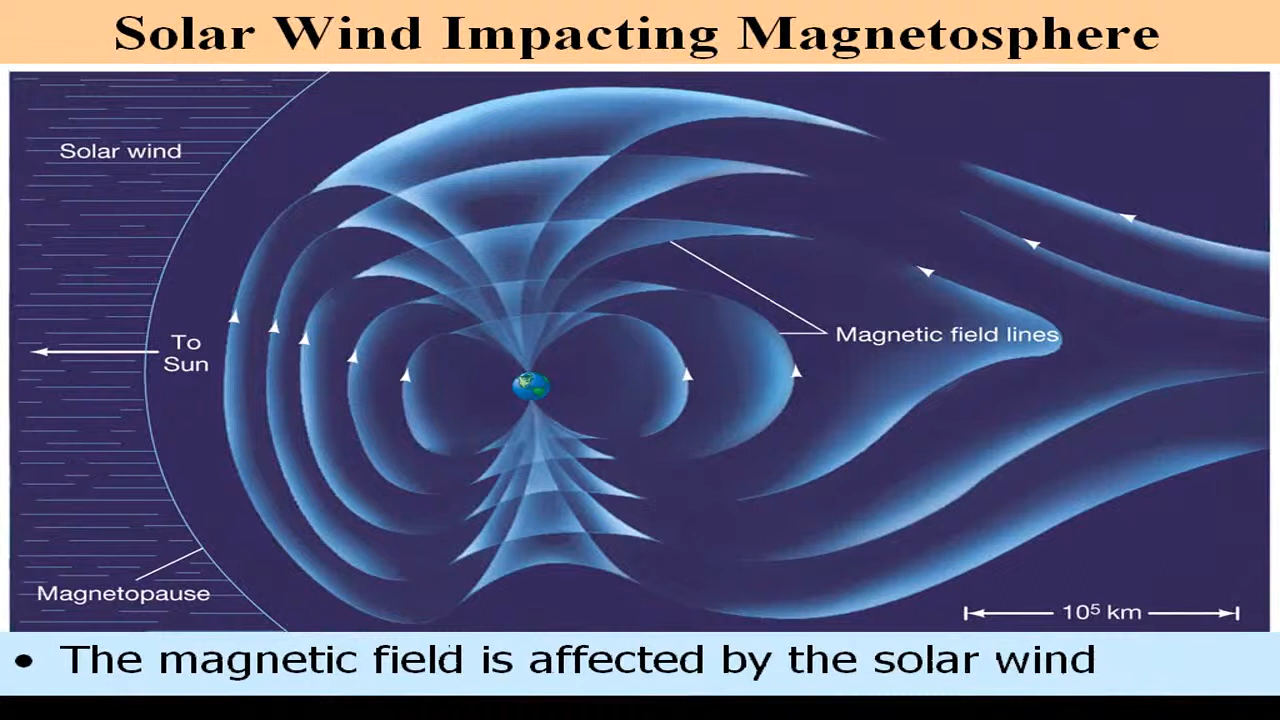 Solar Wind Impacting Magnetosphere
Solar wind
To
Sun
Magnetic field lines
Magnetopause
10⁵ km
• The magnetic field is affected by the solar wind